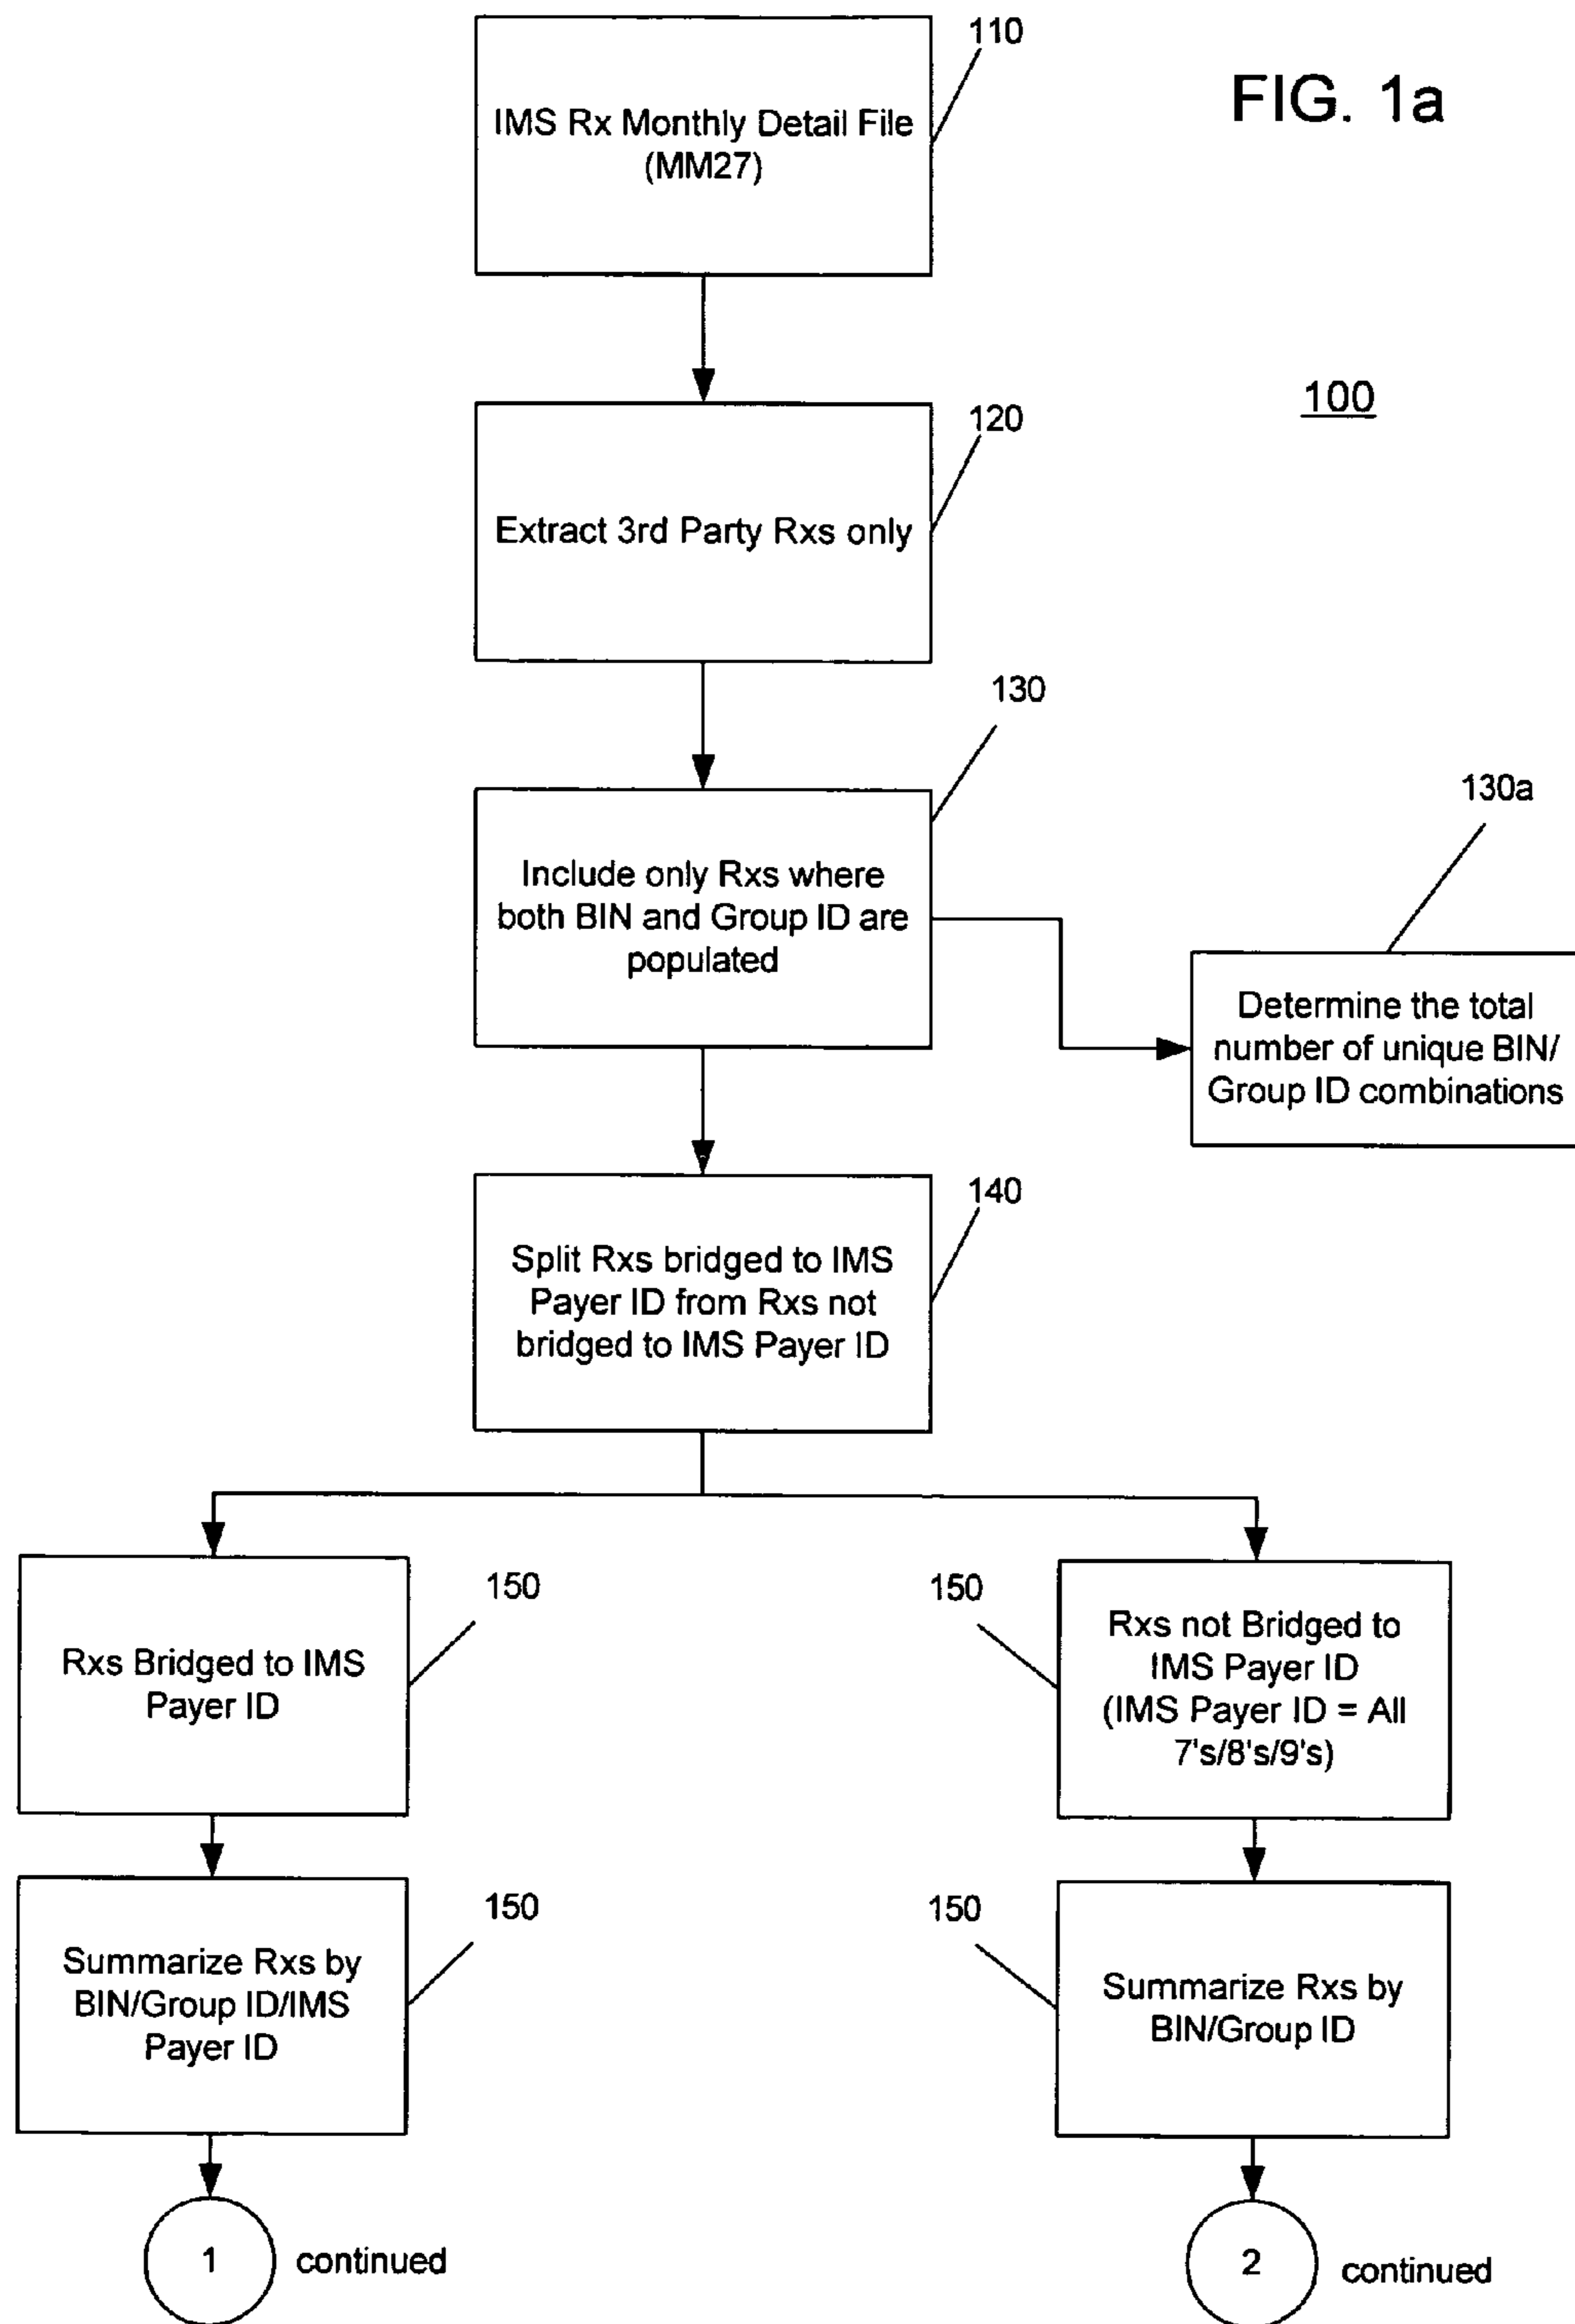 110
FIG. 1a
IMS Rx Monthly Detail File
(MM27)
100
120
Extract 3rd Party Rxs only
130
130a
Include only Rxs where
both BIN and Group ID are
populated
Determine the total
number of unique BIN/
Group ID combinations
140
Split Rxs bridged to IMS
Payer ID from Rxs not
bridged to IMS Payer ID
150
Rxs Bridged to IMS
Payer ID
150
Rxs not Bridged to
IMS Payer ID
(IMS Payer ID = All
7's/8's/9's)
150
Summarize Rxs by
BIN/Group ID/IMS
Payer ID
150
Summarize Rxs by
BIN/Group ID
1
continued
2
continued